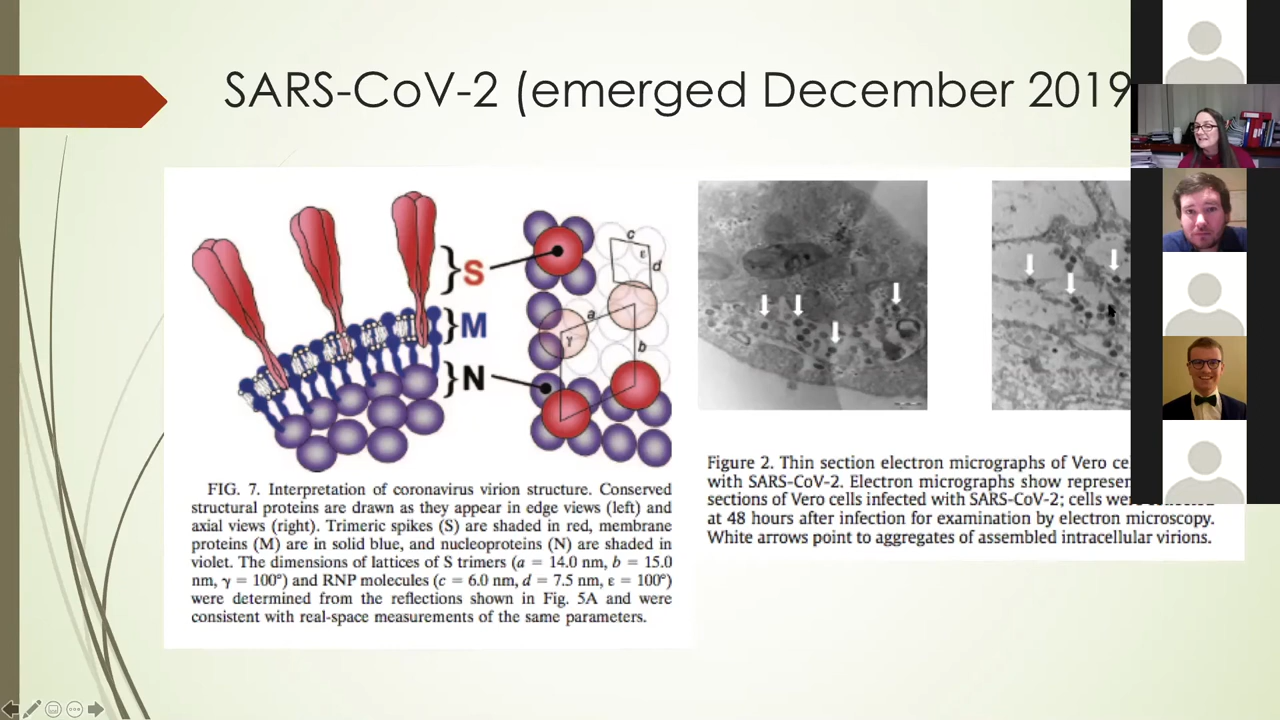 SARS-CoV-2 (emerged December 2019
S
M
N
c
ε
d
a
γ
b
FIG. 7. Interpretation of coronavirus virion structure. Conserved
structural proteins are drawn as they appear in edge views (left) and
axial views (right). Trimeric spikes (S) are shaded in red, membrane
proteins (M) are in solid blue, and nucleoproteins (N) are shaded in
violet. The dimensions of lattices of S trimers (a = 14.0 nm, b = 15.0
nm, γ = 100°) and RNP molecules (c = 6.0 nm, d = 7.5 nm, ε = 100°)
were determined from the reflections shown in Fig. 5A and were
consistent with real-space measurements of the same parameters.
Figure 2. Thin section electron micrographs of Vero
with SARS-CoV-2. Electron micrographs show
sections of Vero cells infected with SARS-CoV-2; cells
at 48 hours after infection for examination by electron microscopy.
White arrows point to aggregates of assembled intracellular virions.